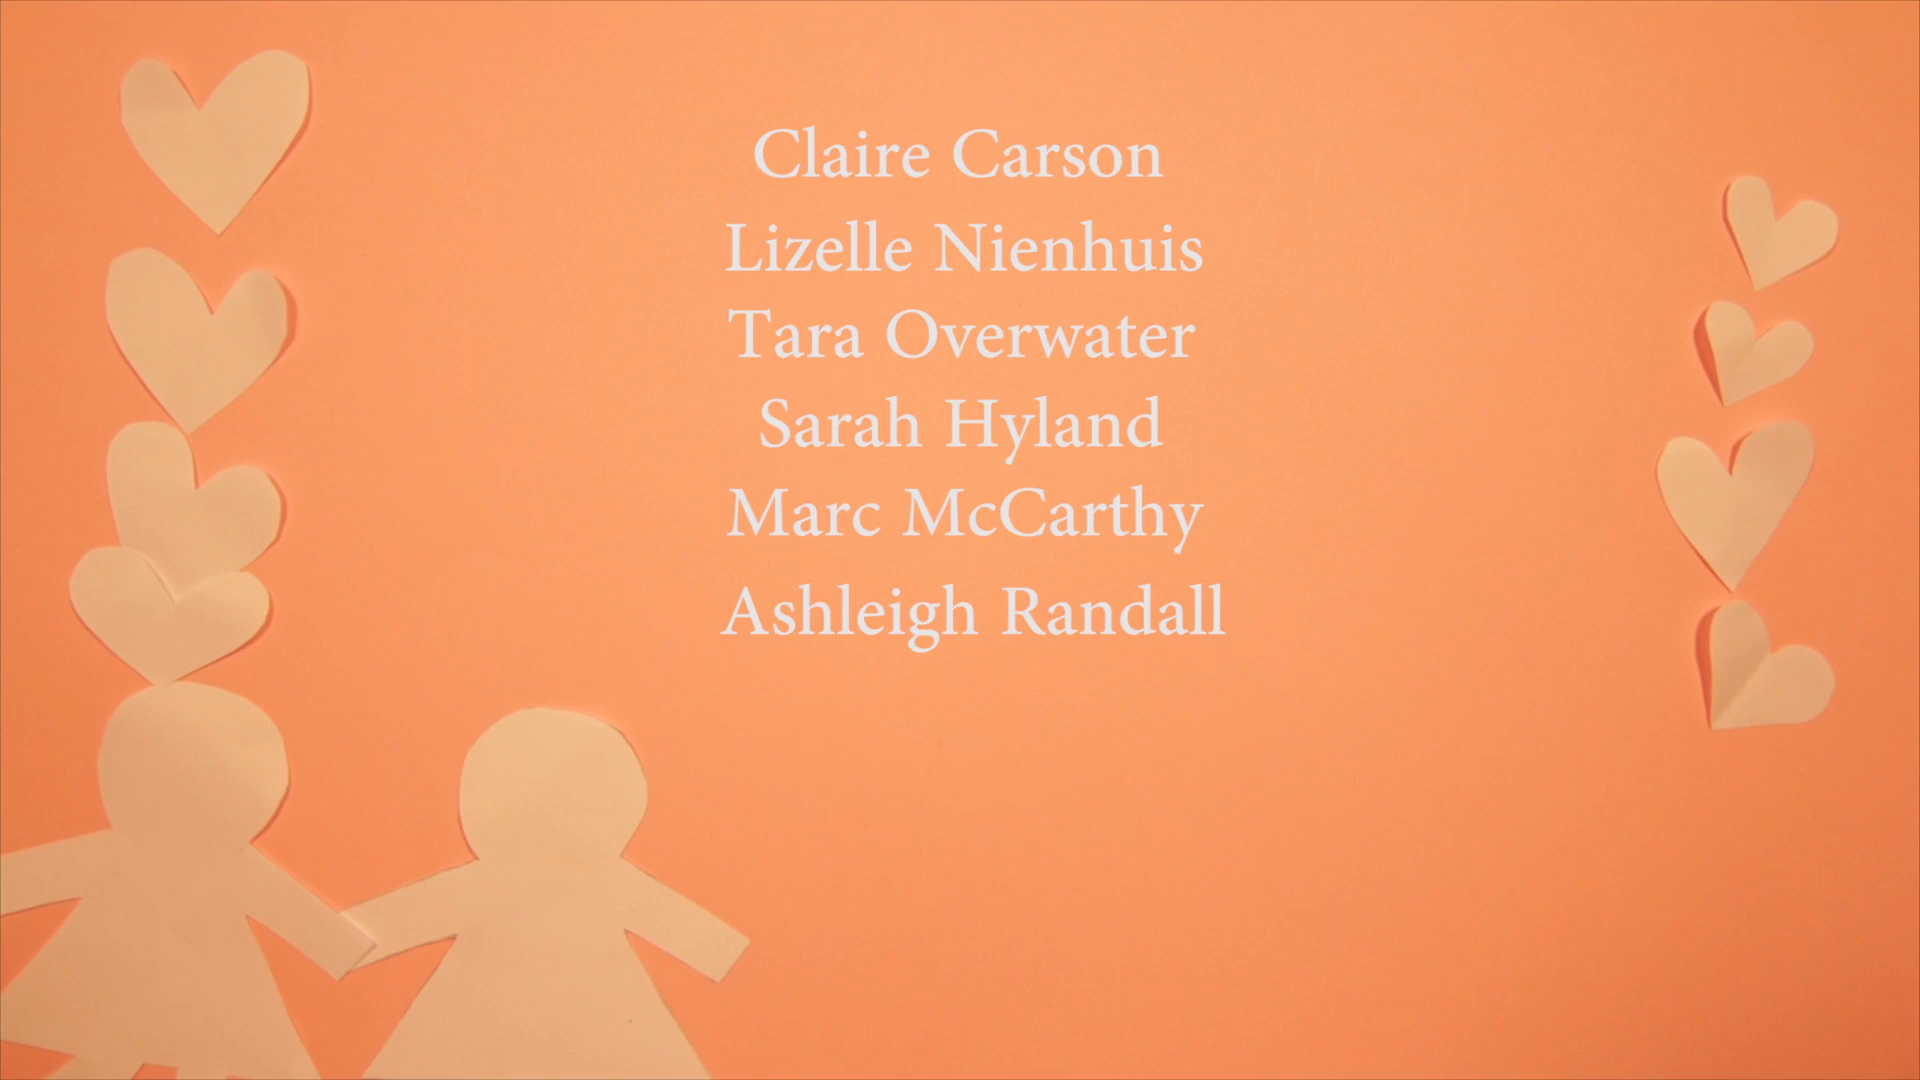 Claire Carson
Lizelle Nienhuis
Tara Overwater
Sarah Hyland
Marc McCarthy
Ashleigh Randall